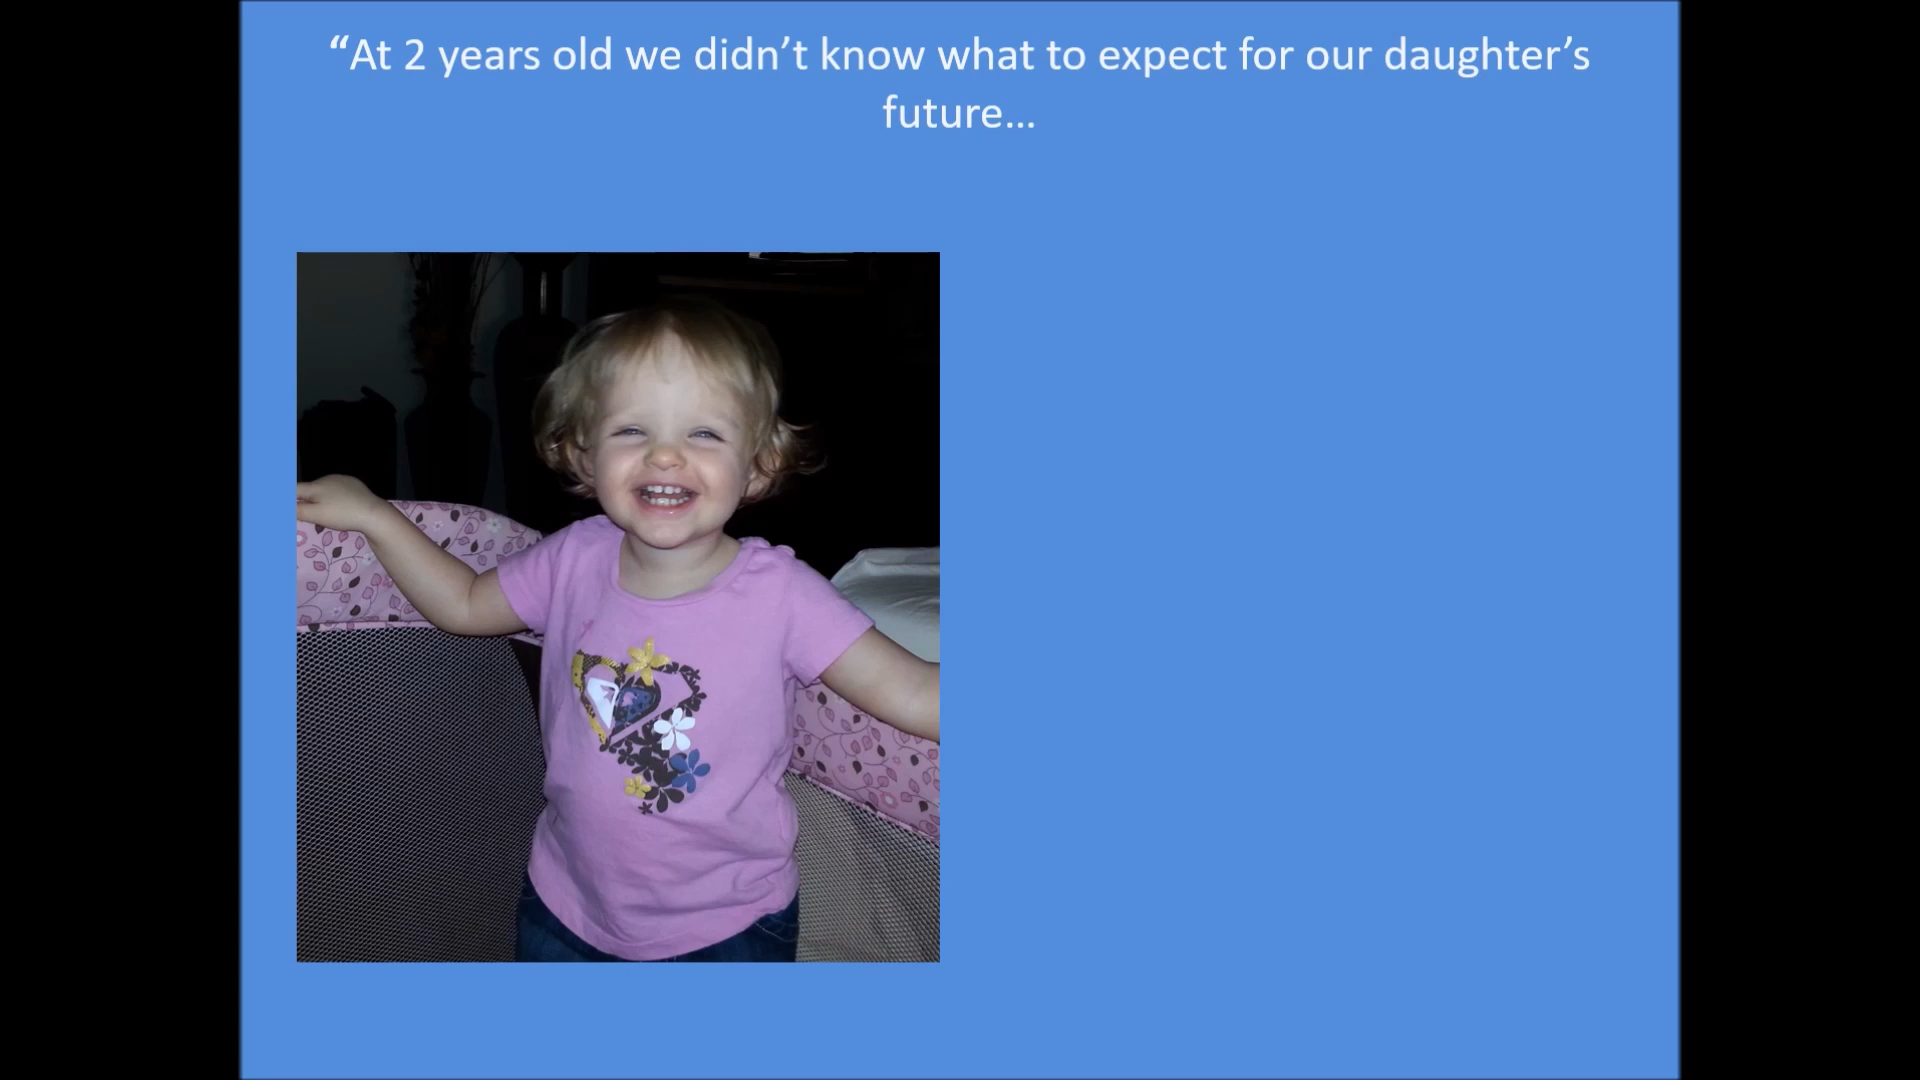 “At 2 years old we didn’t know what to expect for our daughter’s
future…